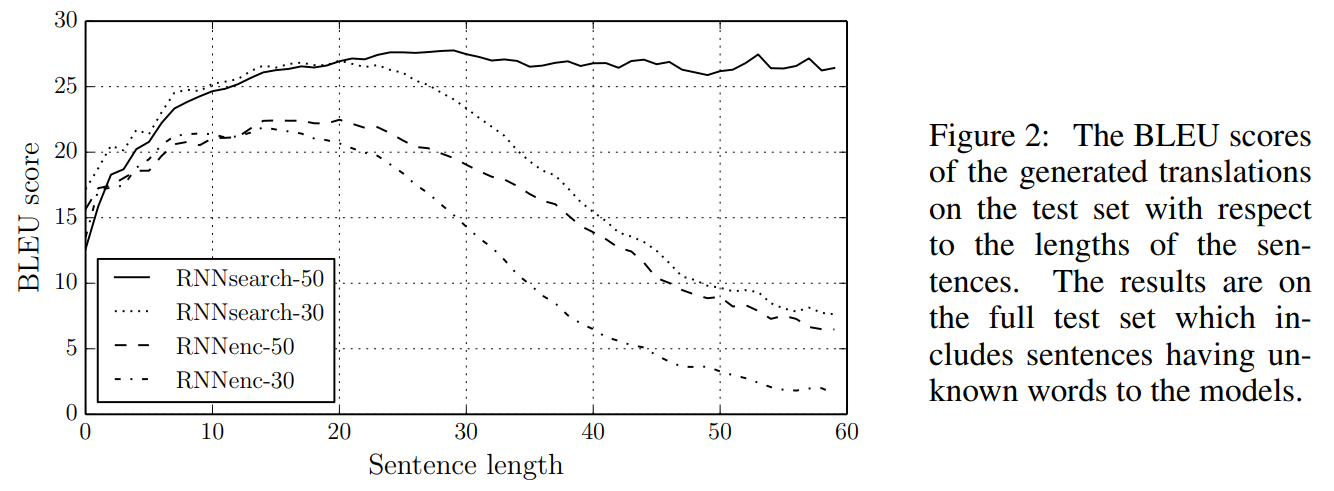 30
25
20
15
10
5
0
BLEU score
RNNsearch-50
RNNsearch-30
RNNenc-50
RNNenc-30
0 10 20 30 40 50 60
Sentence length
Figure 2: The BLEU scores
of the generated translations
on the test set with respect
to the lengths of the sen-
tences. The results are on
the full test set which in-
cludes sentences having un-
known words to the models.